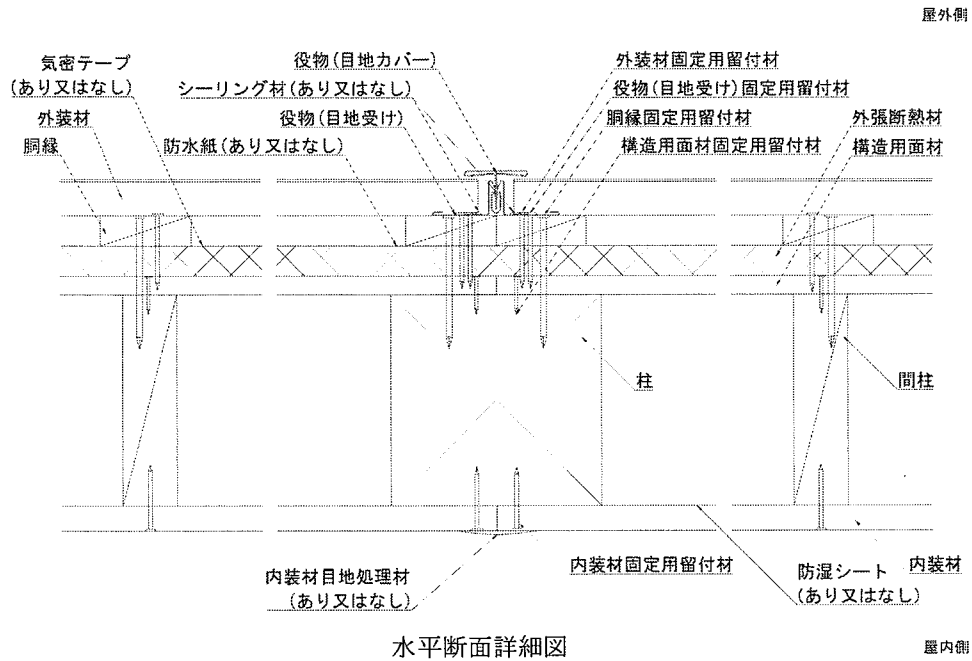 屋外側
気密テープ
(あり又はなし)
外装材
胴縁
役物(目地カバー)
シーリング材(あり又はなし)
役物(目地受け)
防水紙(あり又はなし)
外装材固定用留付材
役物(目地受け)固定用留付材
胴縁固定用留付材
構造用面材固定用留付材
外張断熱材
構造用面材
柱
間柱
内装材目地処理材
(あり又はなし)
内装材固定用留付材
防湿シート
(あり又はなし)
内装材
水平断面詳細図
屋内側